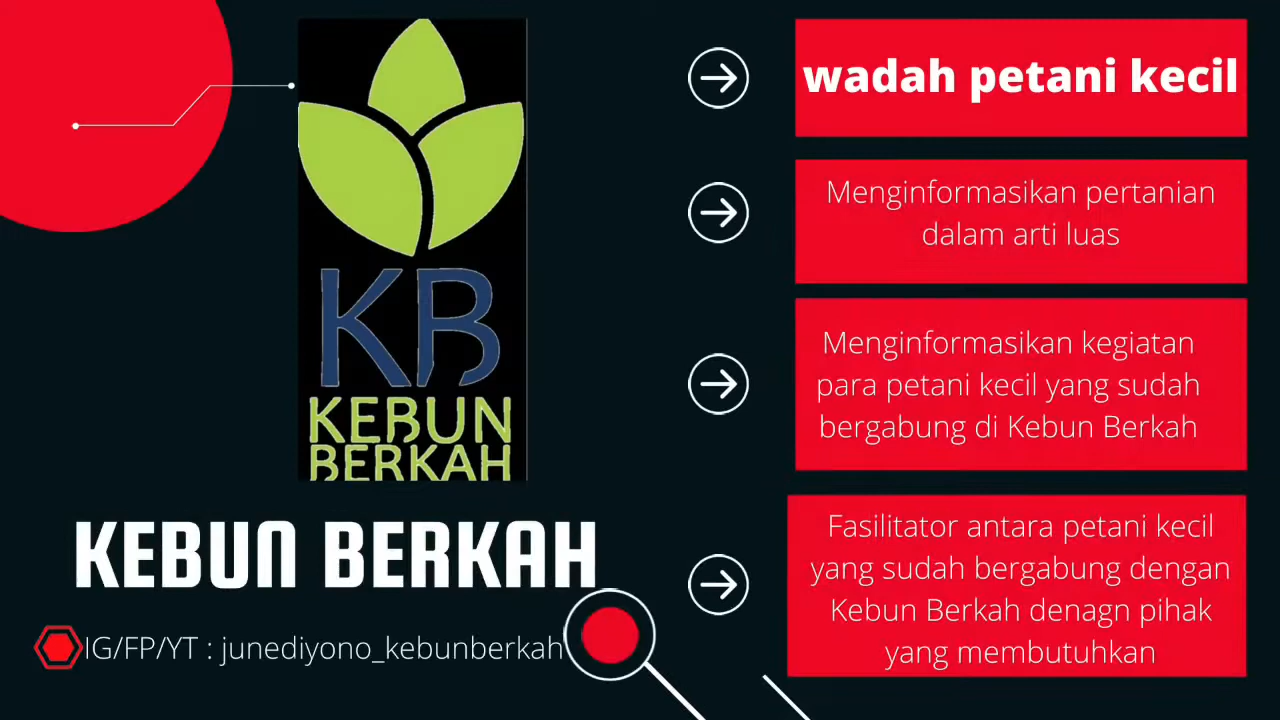 KB
KEBUN
BERKAH
KEBUN BERKAH
IG/FP/YT : junediyono_kebunberkah
wadah petani kecil
Menginformasikan pertanian
dalam arti luas
Menginformasikan kegiatan
para petani kecil yang sudah
bergabung di Kebun Berkah
Fasilitator antara petani kecil
yang sudah bergabung dengan
Kebun Berkah denagn pihak
yang membutuhkan